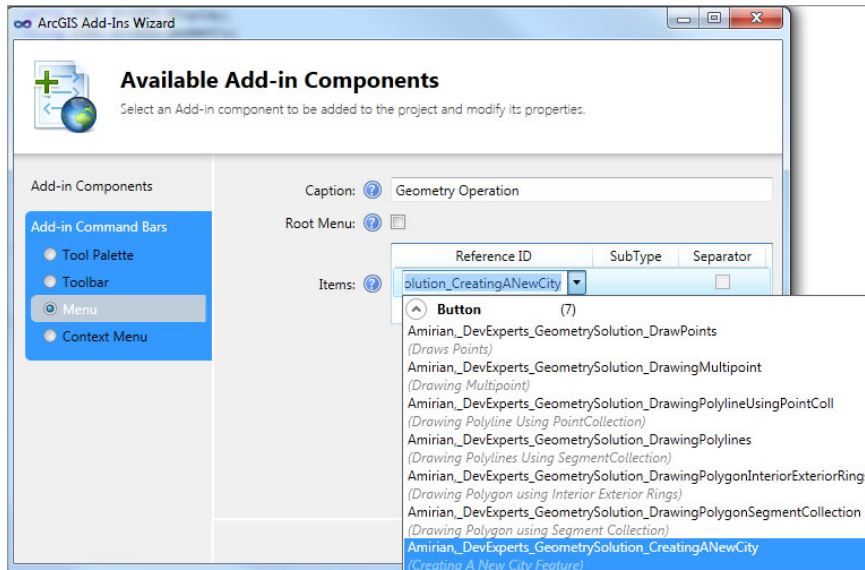 ArcGIS Add-Ins Wizard
Available Add-in Components
Select an Add-in component to be added to the project and modify its properties.
Add-in Components
Add-in Command Bars
Tool Palette
Toolbar
Menu
Context Menu
Caption: Geometry Operation
Root Menu:
Reference ID SubType Separator
Items: olution_CreatingANewCity
Button (7)
Amirian,_DevExperts_GeometrySolution_DrawPoints
(Draws Points)
Amirian,_DevExperts_GeometrySolution_DrawingMultipoint
(Drawing Multipoint)
Amirian,_DevExperts_GeometrySolution_DrawingPolylineUsingPointColl
(Drawing Polyline Using PointCollection)
Amirian,_DevExperts_GeometrySolution_DrawingPolylines
(Drawing Polylines Using SegmentCollection)
Amirian,_DevExperts_GeometrySolution_DrawingPolygonInteriorExteriorRings
(Drawing Polygon using Interior Exterior Rings)
Amirian,_DevExperts_GeometrySolution_DrawingPolygonSegmentCollection
(Drawing Polygon using Segment Collection)
Amirian,_DevExperts_GeometrySolution_CreatingANewCity
(Creating A New City Feature)